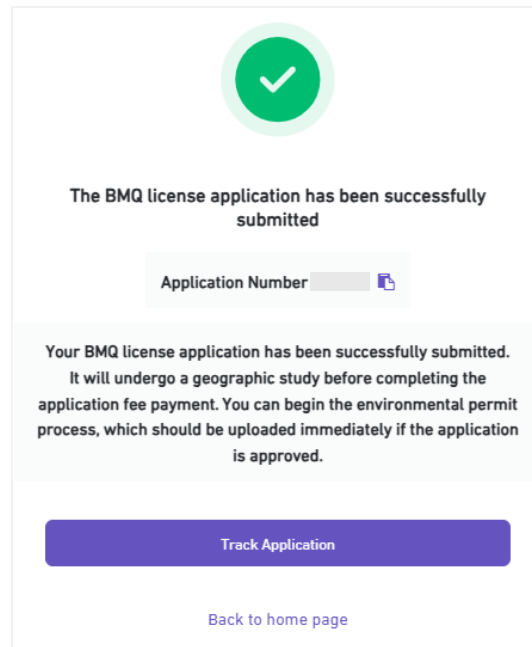 The BMQ license application has been successfully
submitted
Application Number
Your BMQ license application has been successfully submitted.
It will undergo a geographic study before completing the
application fee payment. You can begin the environmental permit
process, which should be uploaded immediately if the application
is approved.
Track Application
Back to home page